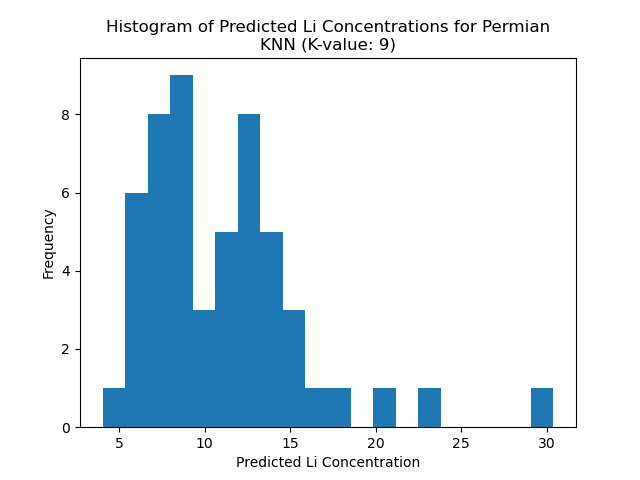 Histogram of Predicted Li Concentrations for Permian
KNN (K-value: 9)
8
6
4
2
0
Frequency
5
10
15
20
25
30
Predicted Li Concentration